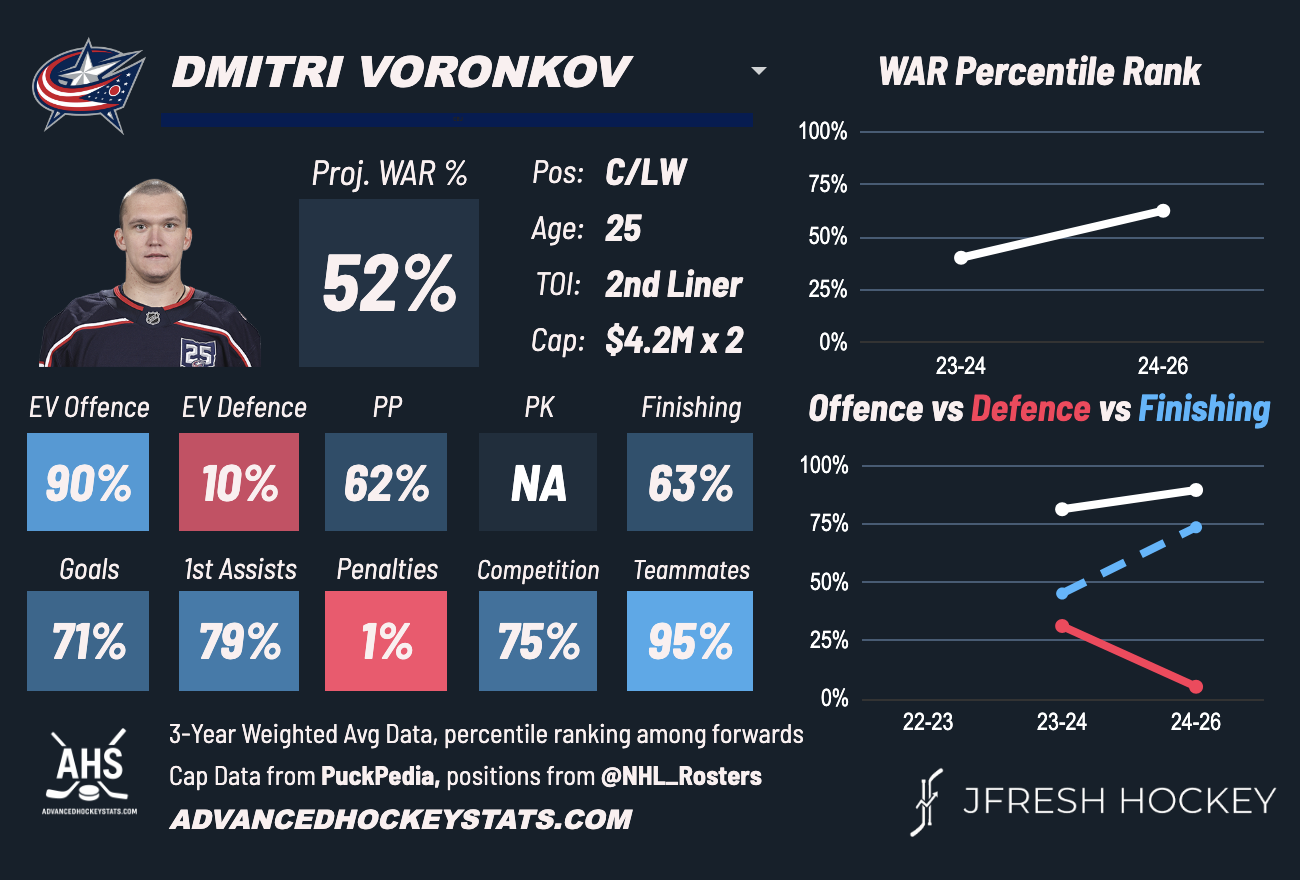 DMITRI VORONKOV
Proj. WAR %
52%
Pos: C/LW
Age: 25
TOI: 2nd Liner
Cap: $4.2M x 2
25
EV Offence EV Defence PP PK Finishing
90% 10% 62% NA 63%
Goals 1st Assists Penalties Competition Teammates
71% 79% 1% 75% 95%
3-Year Weighted Avg Data, percentile ranking among forwards
Cap Data from PuckPedia, positions from @NHL_Rosters
ADVANCEDHOCKEYSTATS.COM
AHS
ADVANCEDHOCKEYSTATS.COM
WAR Percentile Rank
100%
75%
50%
25%
0%
23-24 24-26
Offence vs Defence vs Finishing
100%
75%
50%
25%
0%
22-23 23-24 24-26
JFRESH HOCKEY